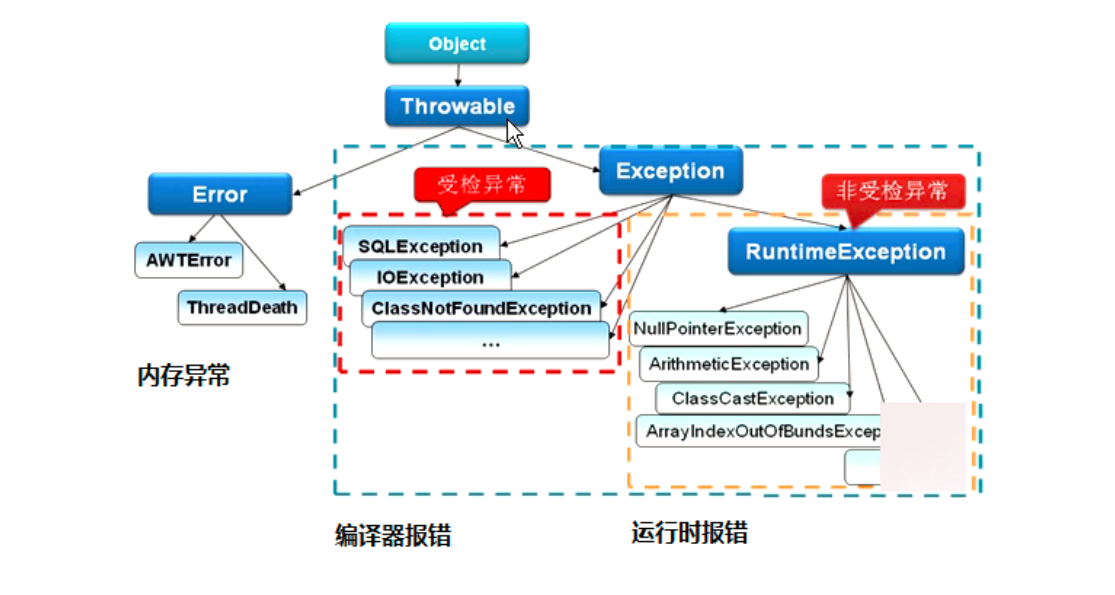 Object
Throwable
Exception
受检异常
非受检异常
Error
SQLException
RuntimeException
AWTError
IOException
ThreadDeath
ClassNotFoundException
...
NullPointerException
ArithmeticException
内存异常
ClassCastException
ArrayIndexOutOfBundsExcep
编译器报错
运行时报错